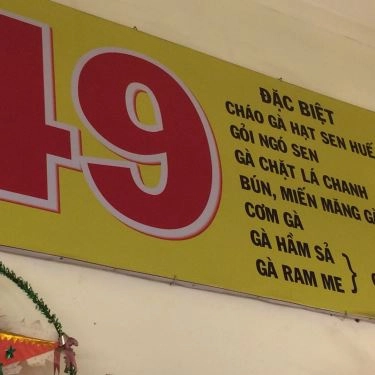 49
ĐẶC BIỆT
CHÁO GÀ HẠT SEN HUẾ
GỎI NGÓ SEN
GÀ CHẶT LÁ CHANH
BÚN, MIẾN MĂNG GÀ
CƠM GÀ
GÀ HẦM SẢ
GÀ RAM ME }